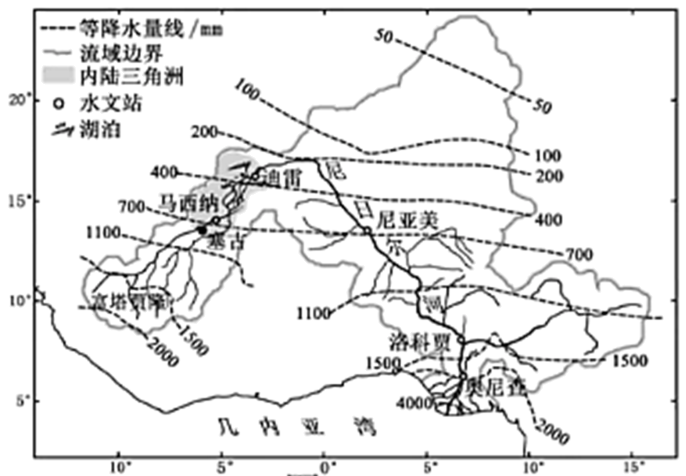 等降水量线/mm
流域边界
内陆三角洲
水文站
湖泊
50
50
100
100
200
200
400
400
700
700
1100
1100
1500
1500
1500
2000
2000
4000
迪雷
马西纳
塞古
富塔贾隆
尼日尔河
尼亚美
洛科贾
奥尼查
几内亚湾
20°
15°
10°
5°
10°
5°
0°
5°
10°
15°